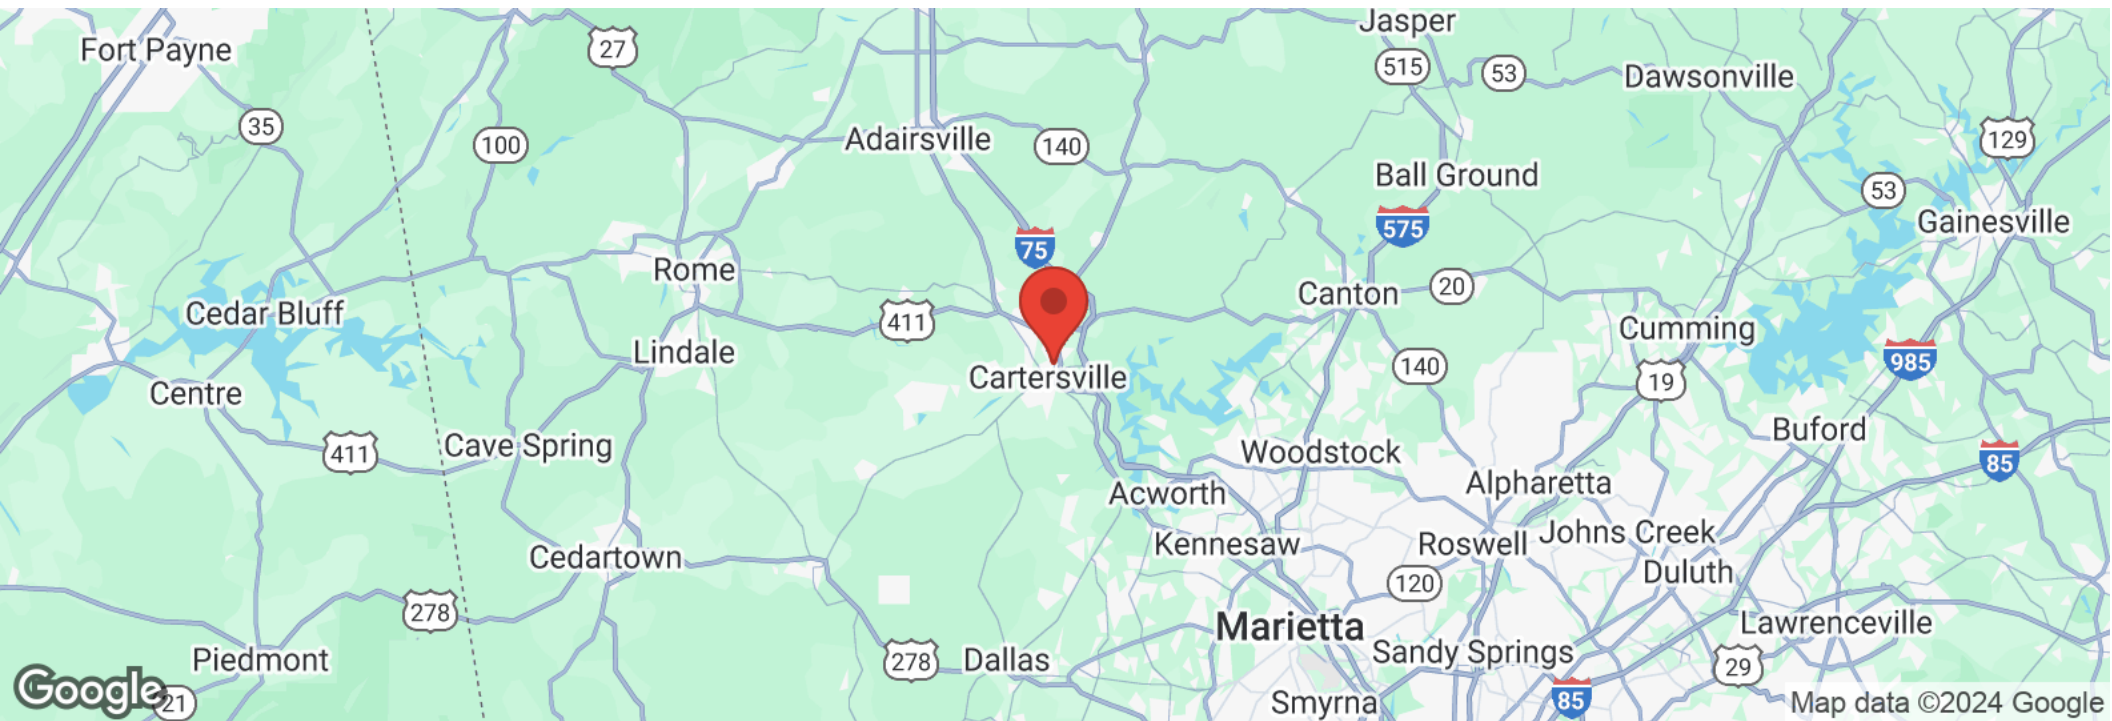 Jasper
Fort Payne
27
515
53
Dawsonville
35
100
Adairsville
140
129
Ball Ground
53
575
Gainesville
75
Rome
Canton
20
Cedar Bluff
411
Cumming
Lindale
985
140
19
Cartersville
Centre
Buford
Cave Spring
411
Woodstock
85
Acworth
Alpharetta
Johns Creek
Kennesaw
Roswell
Cedartown
Duluth
120
278
Marietta
Lawrenceville
Sandy Springs
Piedmont
278
Dallas
29
Google
21
Smyrna
85
Map data ©2024 Google